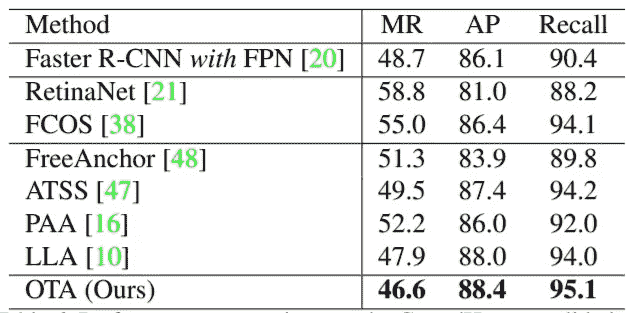 Method MR AP Recall
Faster R-CNN with FPN [20] 48.7 86.1 90.4
RetinaNet [21] 58.8 81.0 88.2
FCOS [38] 55.0 86.4 94.1
FreeAnchor [48] 51.3 83.9 89.8
ATSS [47] 49.5 87.4 94.2
PAA [16] 52.2 86.0 92.0
LLA [10] 47.9 88.0 94.0
OTA (Ours) 46.6 88.4 95.1